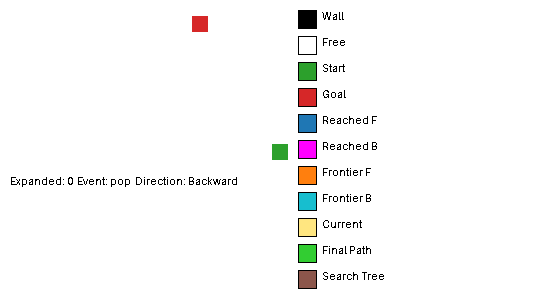 Wall
Free
Start
Goal
Reached F
Reached B
Frontier F
Frontier B
Current
Final Path
Search Tree
Expanded: 0 Event: pop Direction: Backward